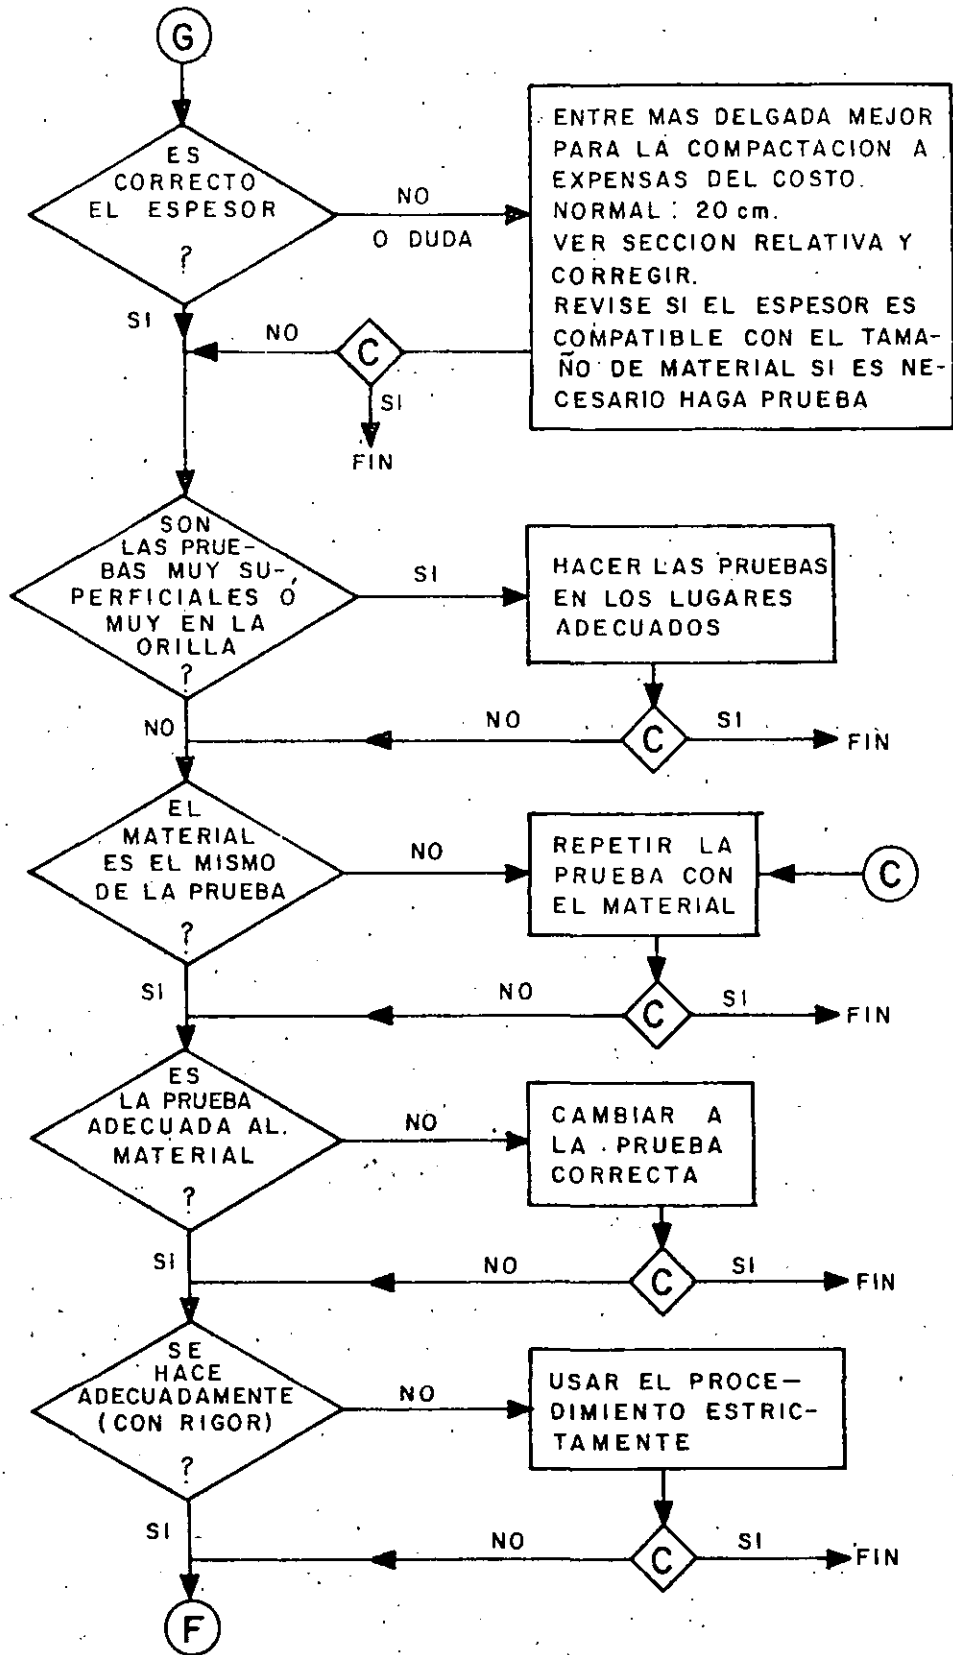 G
ES
CORRECTO
EL ESPESOR
?
NO
O DUDA
ENTRE MAS DELGADA MEJOR
PARA LA COMPACTACION A
EXPENSAS DEL COSTO.
NORMAL: 20 cm.
VER SECCION RELATIVA Y
CORREGIR.
REVISE SI EL ESPESOR ES
COMPATIBLE CON EL TAMA-
ÑO DE MATERIAL SI ES NE-
CESARIO HAGA PRUEBA
SI
NO
C
SI
FIN
SON
LAS PRUE-
BAS MUY SU-
PERFICIALES Ó
MUY EN LA
ORILLA
?
SI
HACER LAS PRUEBAS
EN LOS LUGARES
ADECUADOS
NO
NO
C
SI
FIN
EL
MATERIAL
ES EL MISMO
DE LA PRUEBA
?
NO
REPETIR LA
PRUEBA CON
EL MATERIAL
C
SI
NO
C
SI
FIN
ES
LA PRUEBA
ADECUADA AL.
MATERIAL
?
NO
CAMBIAR A
LA PRUEBA
CORRECTA
SI
NO
C
SI
FIN
SE
HACE
ADECUADAMENTE
(CON RIGOR)
?
NO
USAR EL PROCE-
DIMIENTO ESTRIC-
TAMENTE
SI
NO
C
SI
FIN
F